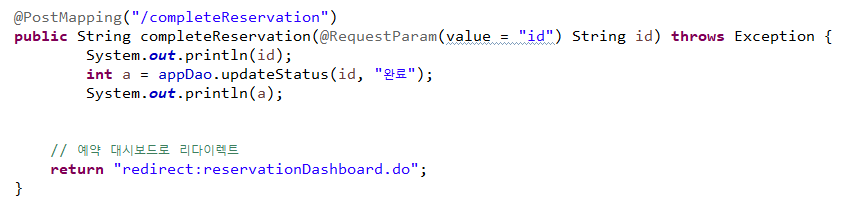 @PostMapping("/completeReservation")
public String completeReservation(@RequestParam(value = "id") String id) throws Exception {
System.out.println(id);
int a = appDao.updateStatus(id, "완료");
System.out.println(a);
// 예약 대시보드로 리다이렉트
return "redirect:reservationDashboard.do";
}